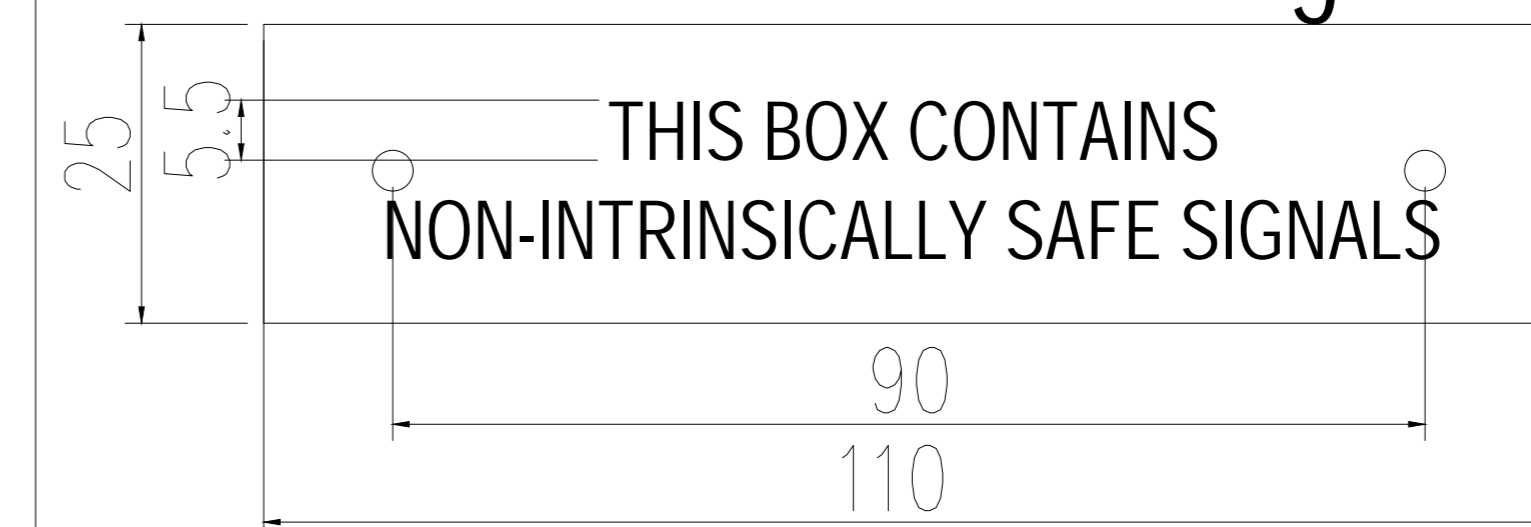 THIS BOX CONTAINS
NON-INTRINSICALLY SAFE SIGNALS
25
5.5
90
110